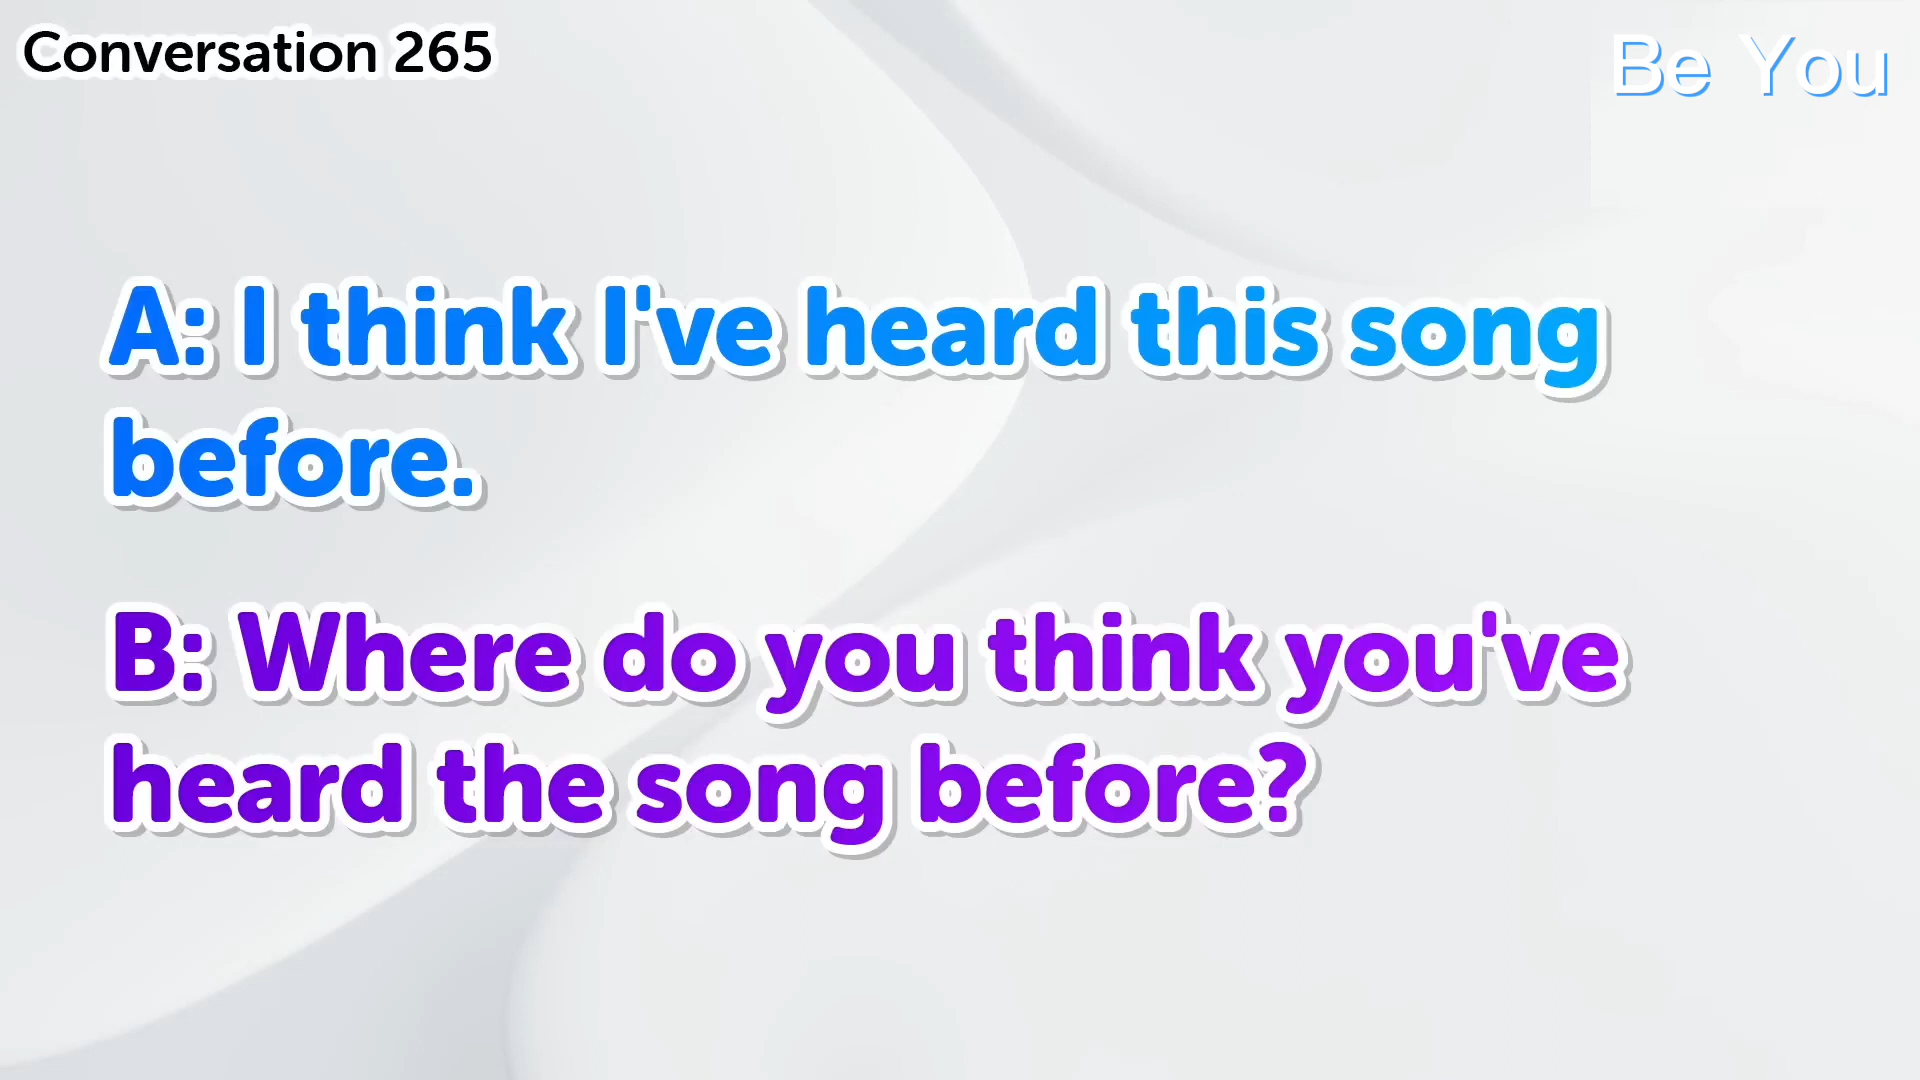 Conversation 265
Be You
A: I think I've heard this song
before.
B: Where do you think you've
heard the song before?